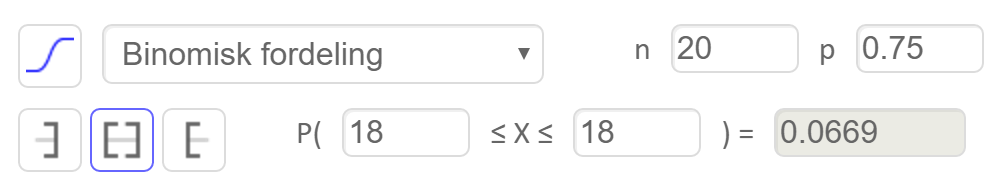 Binomisk fordeling n 20 p 0.75
P( 18 ≤ X ≤ 18 ) = 0.0669